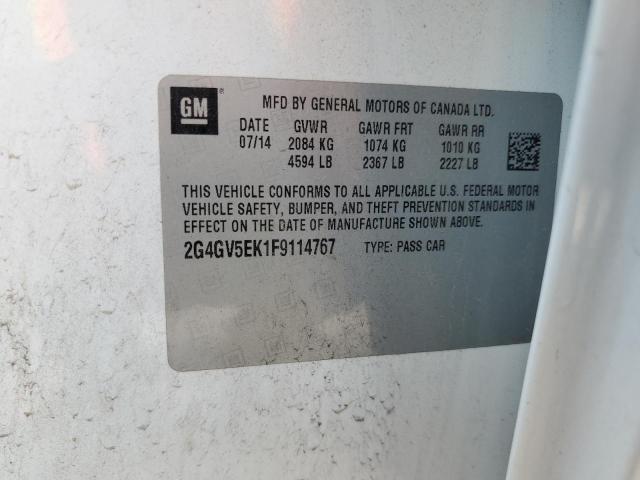 GM
MFD BY GENERAL MOTORS OF CANADA LTD.
DATE GVWR GAWR FRT GAWR RR
07/14 2084 KG 1074 KG 1010 KG
4594 LB 2367 LB 2227 LB
THIS VEHICLE CONFORMS TO ALL APPLICABLE U.S. FEDERAL MOTOR
VEHICLE SAFETY, BUMPER, AND THEFT PREVENTION STANDARDS IN
EFFECT ON THE DATE OF MANUFACTURE SHOWN ABOVE.
2G4GV5EK1F9114767 TYPE: PASS CAR